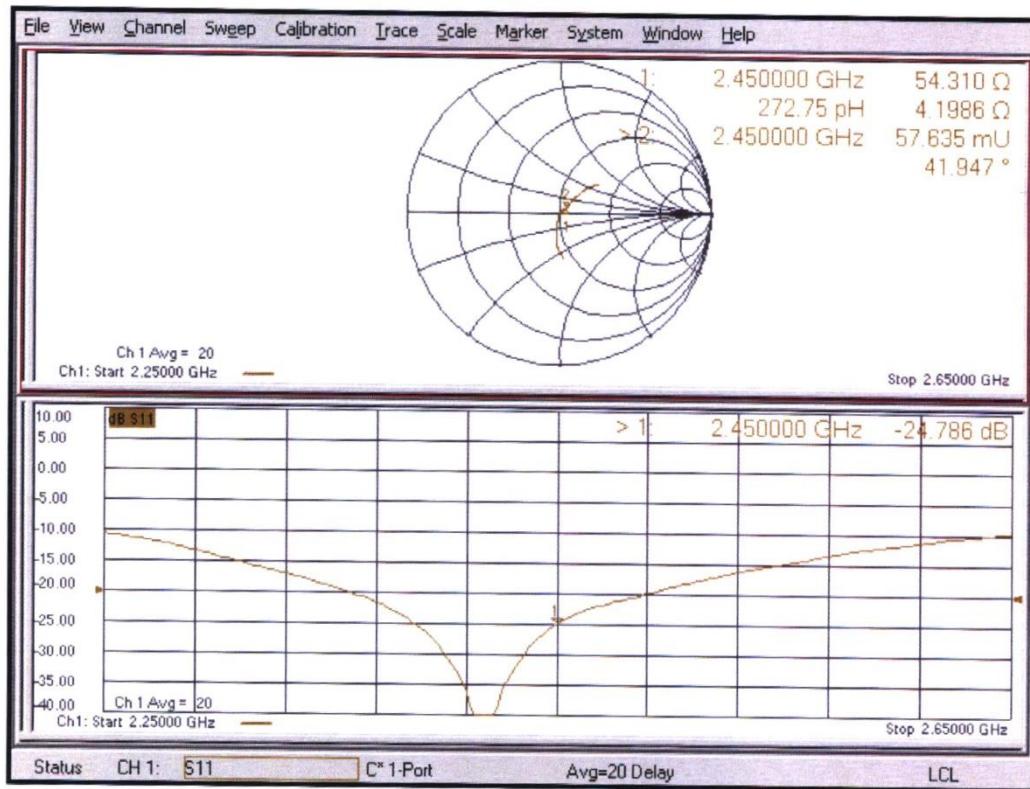 File View Channel Sweep Calibration Trace Scale Marker System Window Help
1: 2.450000 GHz 54.310 Ω
272.75 pH 4.1986 Ω
> 2: 2.450000 GHz 57.635 mU
41.947 °
2
1
Ch 1 Avg = 20
Ch1: Start 2.25000 GHz Stop 2.65000 GHz
10.00 dB S11 > 1: 2.450000 GHz -24.786 dB
5.00
0.00
-5.00
-10.00
-15.00
-20.00
-25.00 1
-30.00
-35.00
-40.00 Ch 1 Avg = 20
Ch1: Start 2.25000 GHz Stop 2.65000 GHz
Status CH 1: S11 C* 1-Port Avg=20 Delay LCL